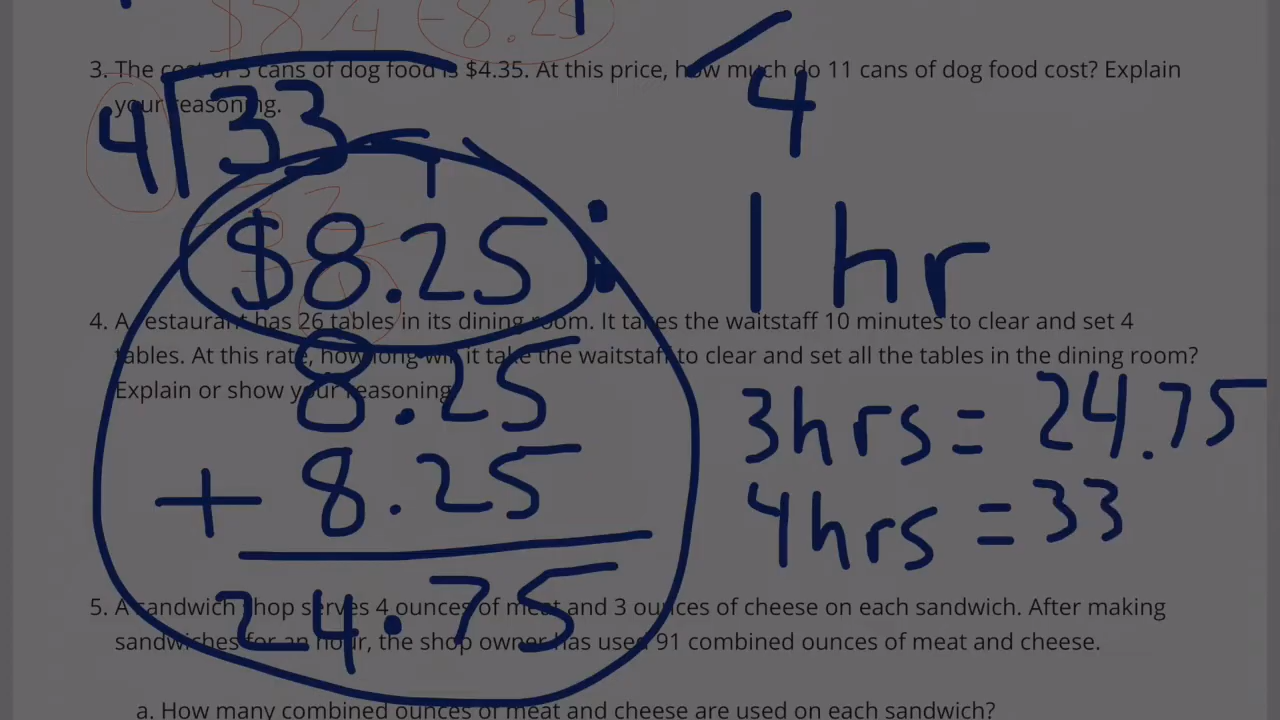 $8 /4 -8.25
3. The cost of 5 cans of dog food is $4.35. At this price, how much do 11 cans of dog food cost? Explain
your reasoning.
4
4 33
$8.25
1 hr
4. A restaurant has 26 tables in its dining room. It takes the waitstaff 10 minutes to clear and set 4
tables. At this rate, how long will it take the waitstaff to clear and set all the tables in the dining room?
Explain or show your reasoning.
8.25
+ 8.25
24.75
3hrs = 24.75
4hrs = 33
5. A sandwich shop serves 4 ounces of meat and 3 ounces of cheese on each sandwich. After making
sandwiches for an hour, the shop owner has used 91 combined ounces of meat and cheese.
a. How many combined ounces of meat and cheese are used on each sandwich?